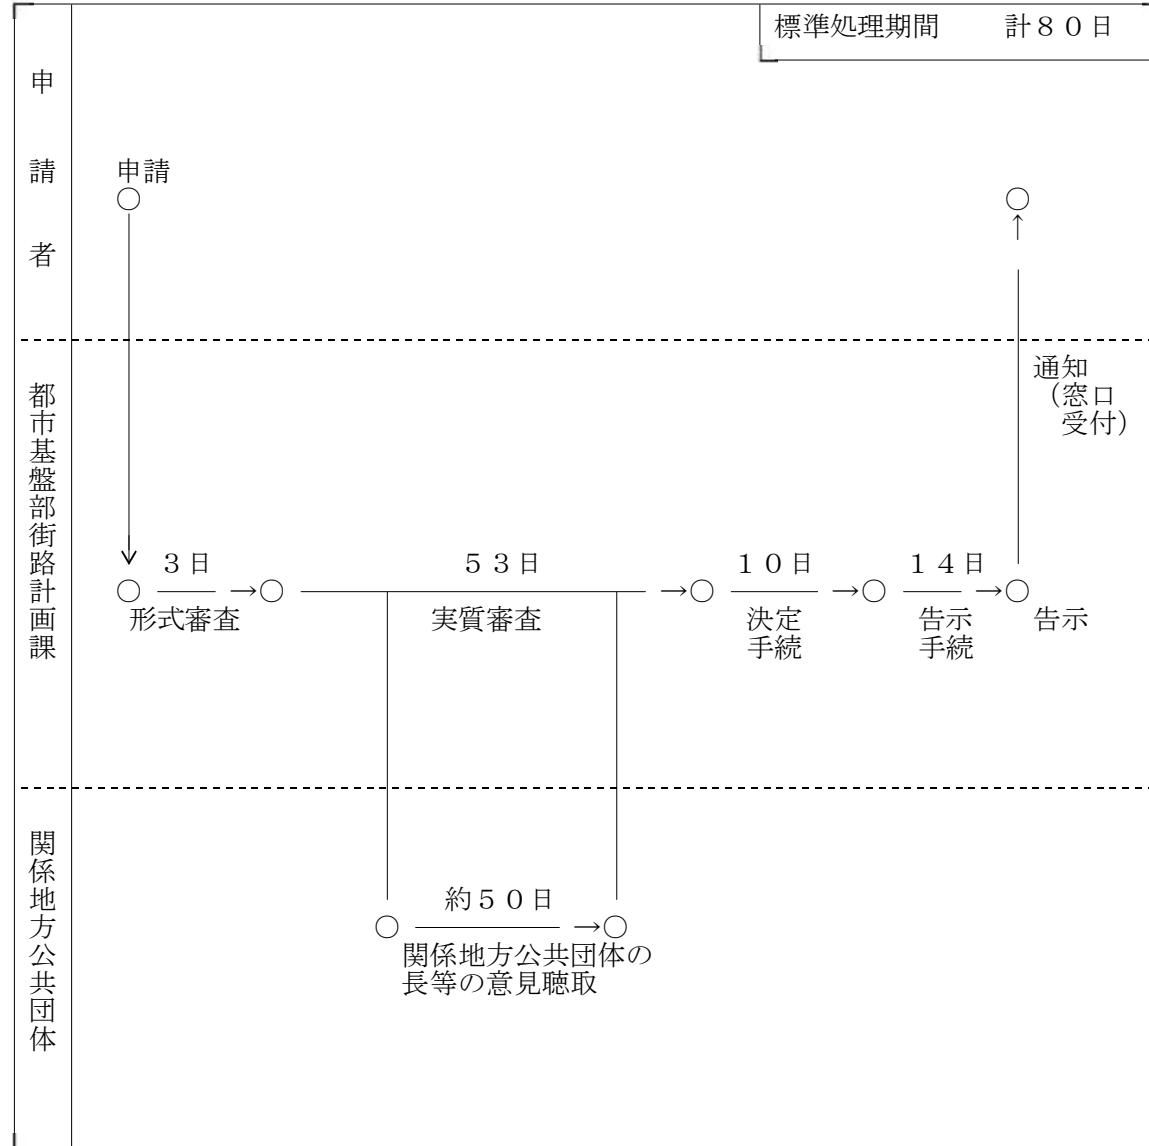 標準処理期間　　計８０日
申請者
申請
都市基盤部街路計画課
通知
（窓口
受付）
３日
５３日
１０日
１４日
形式審査
実質審査
決定
手続
告示
手続
告示
関係地方公共団体
約５０日
関係地方公共団体の
長等の意見聴取